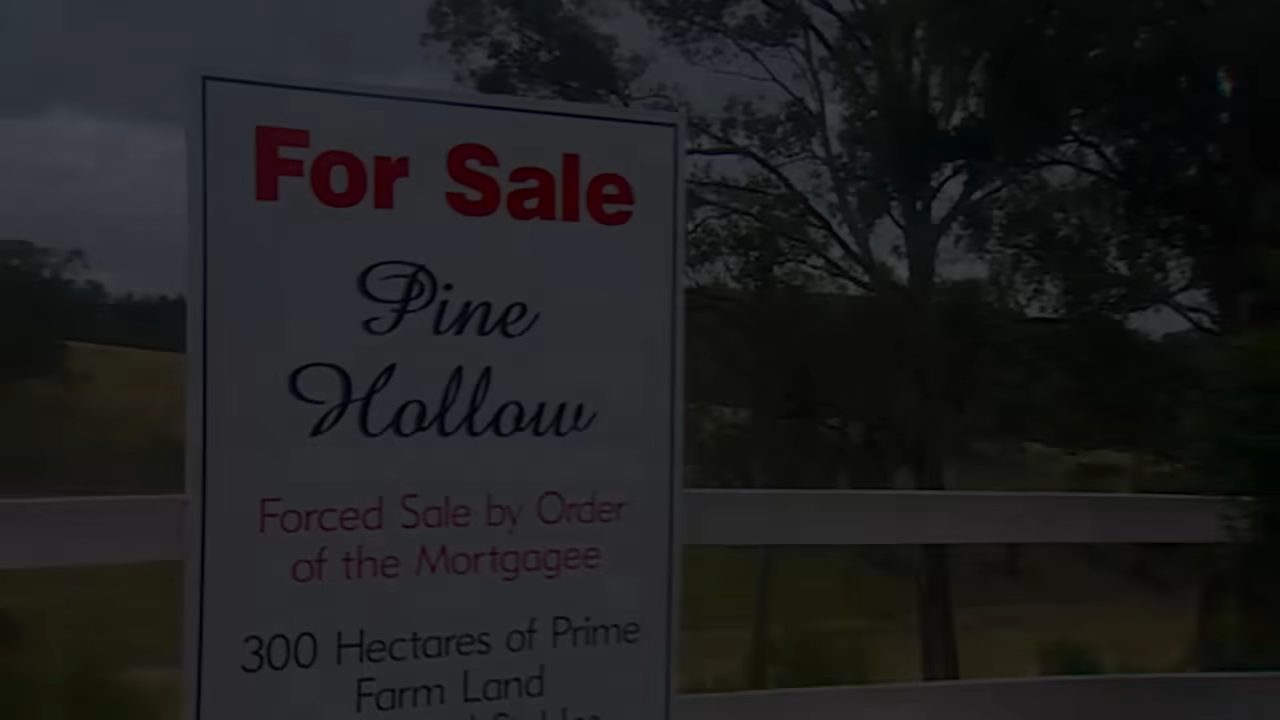 For Sale
Pine
Hollow
Forced Sale by Order
of the Mortgagee
300 Hectares of Prime
Farm Land